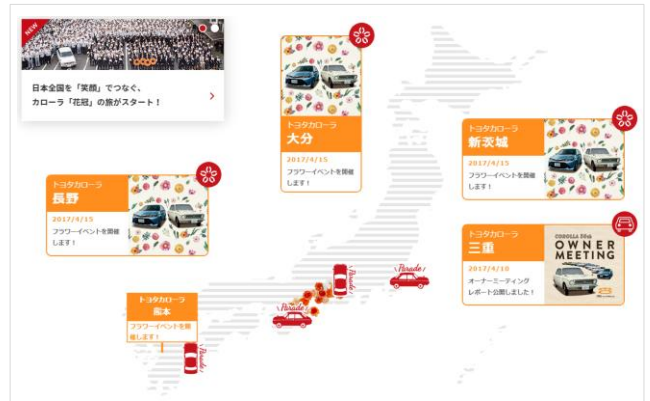 NEW
日本全国を「笑顔」でつなぐ、
カローラ「花冠」の旅がスタート！
トヨタカローラ
大分
2017/4/15
フラワーイベントを開催
します！
トヨタカローラ
新茨城
2017/4/15
フラワーイベントを開催
します！
トヨタカローラ
長野
2017/4/15
フラワーイベントを開催
します！
トヨタカローラ
三重
2017/4/10
オーナーミーティング
レポート公開しました！
COROLLA 50th
OWNER
MEETING
トヨタカローラ
熊本
フラワーイベントを開
催します！
Parade!
Parade!
Parade!
Parade!